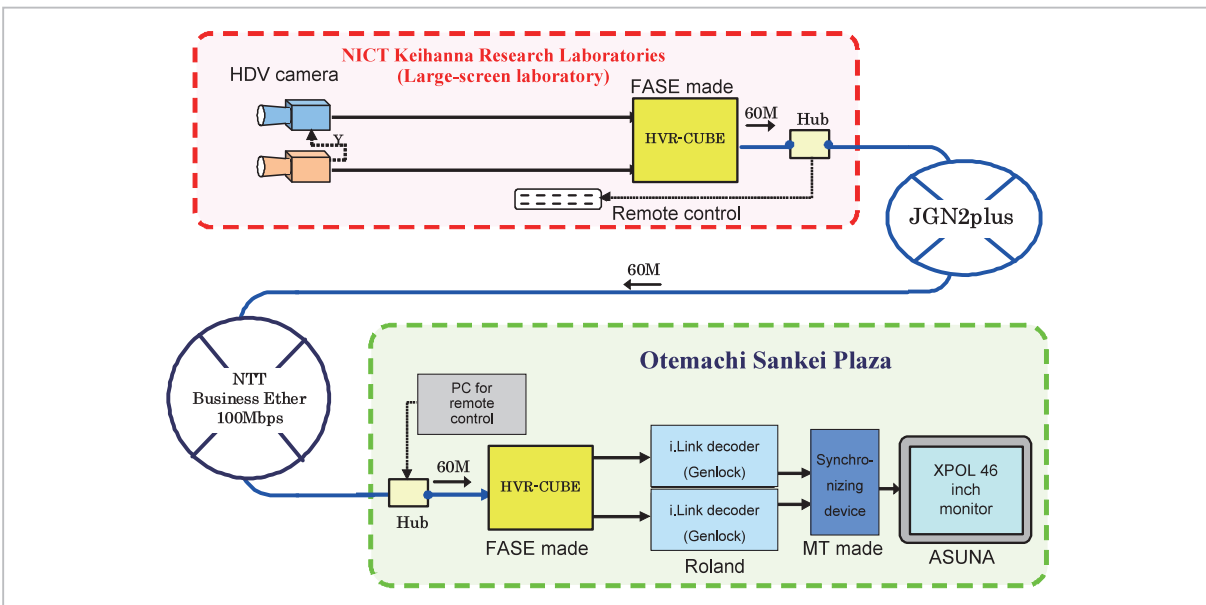 NICT Keihanna Research Laboratories
(Large-screen laboratory)
HDV camera
FASE made
60M
Hub
HVR-CUBE
Y
Remote control
JGN2plus
60M
NTT
Business Ether
100Mbps
Otemachi Sankei Plaza
PC for
remote
control
60M
Hub
HVR-CUBE
FASE made
i.Link decoder
(Genlock)
i.Link decoder
(Genlock)
Roland
Synchro-
nizing
device
MT made
XPOL 46
inch
monitor
ASUNA